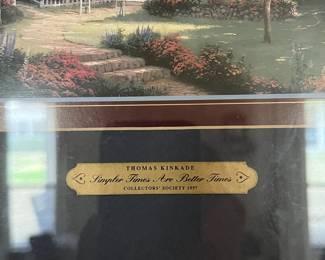 THOMAS KINKADE
Simpler Times Are Better Times
COLLECTORS' SOCIETY 1997